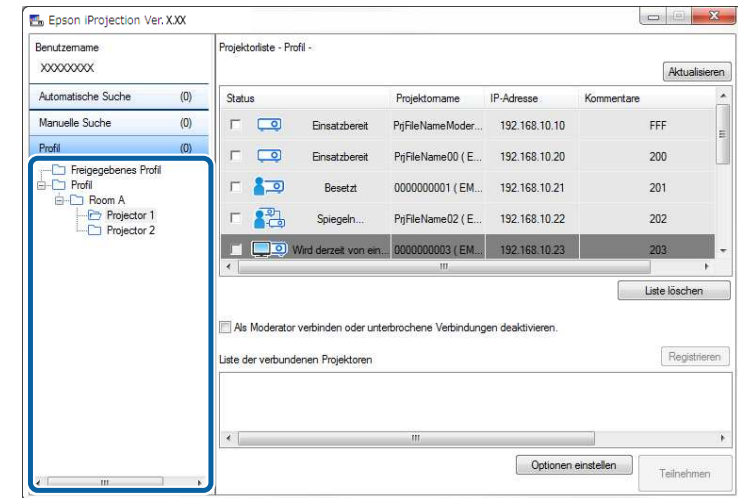 Epson iProjection Ver. X.XX
Benutzername
XXXXXXXX
Automatische Suche (0)
Manuelle Suche (0)
Profil (0)
Freigegebenes Profil
Profil
Room A
Projector 1
Projector 2
Projektorliste - Profil -
Aktualisieren
Status Projektorname IP-Adresse Kommentare
Einsatzbereit PrjFileNameModer... 192.168.10.10 FFF
Einsatzbereit PrjFileName00 ( E... 192.168.10.20 200
Besetzt 0000000001 ( EM... 192.168.10.21 201
Spiegeln... PrjFileName02 ( E... 192.168.10.22 202
Wird derzeit von ein... 0000000003 ( EM... 192.168.10.23 203
Liste löschen
Als Moderator verbinden oder unterbrochene Verbindungen deaktivieren.
Liste der verbundenen Projektoren
Registrieren
Optionen einstellen
Teilnehmen